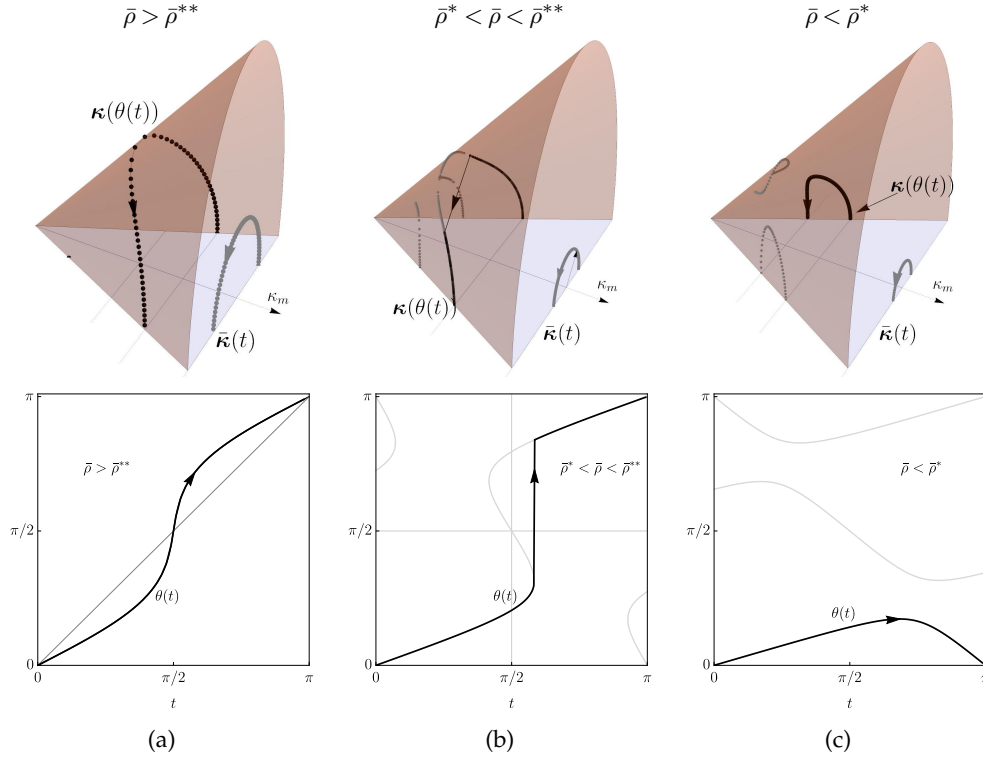 ρ̄ > ρ̄**
ρ̄* < ρ̄ < ρ̄**
ρ̄ < ρ̄*
κ(θ(t))
κ_m
κ̄(t)
κ(θ(t))
κ_m
κ̄(t)
κ(θ(t))
κ_m
κ̄(t)
π
π/2
0
ρ̄ > ρ̄**
θ(t)
0
π/2
π
t
π
π/2
0
ρ̄* < ρ̄ < ρ̄**
θ(t)
0
π/2
π
t
π
π/2
0
ρ̄ < ρ̄*
θ(t)
0
π/2
π
t
(a)
(b)
(c)